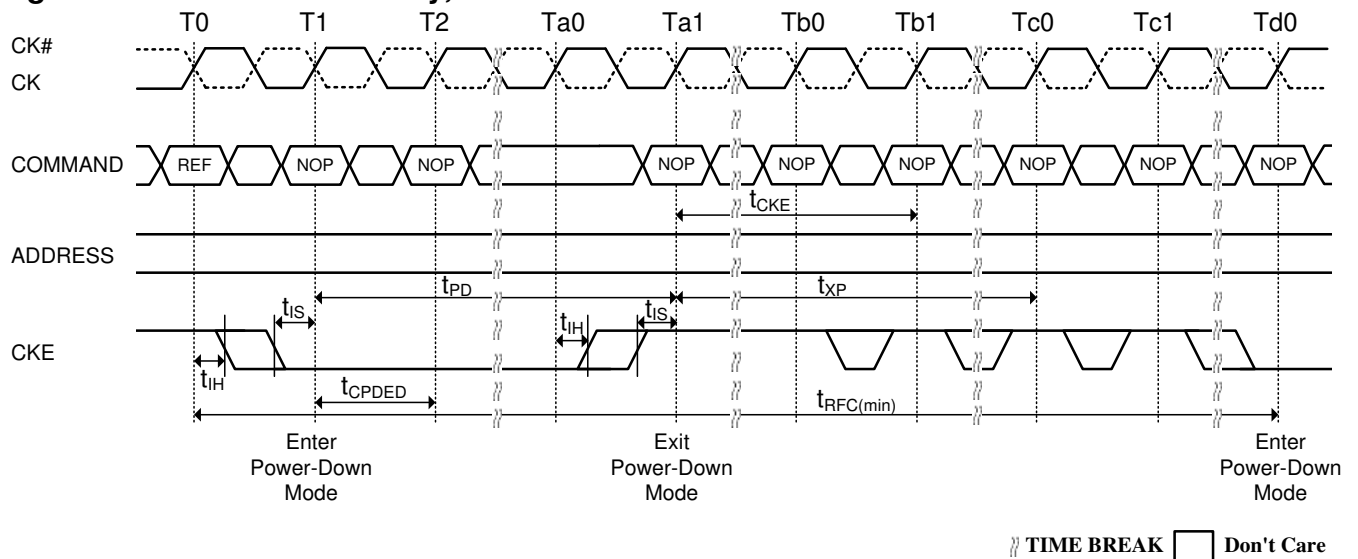 T0 T1 T2 Ta0 Ta1 Tb0 Tb1 Tc0 Tc1 Td0
CK#
CK
COMMAND REF NOP NOP NOP NOP NOP NOP NOP NOP
tCKE
ADDRESS
tPD tXP
tIS tIH tIS
CKE
tIH
tCPDED tRFC(min)
Enter
Power-Down
Mode
Exit
Power-Down
Mode
Enter
Power-Down
Mode
TIME BREAK Don't Care